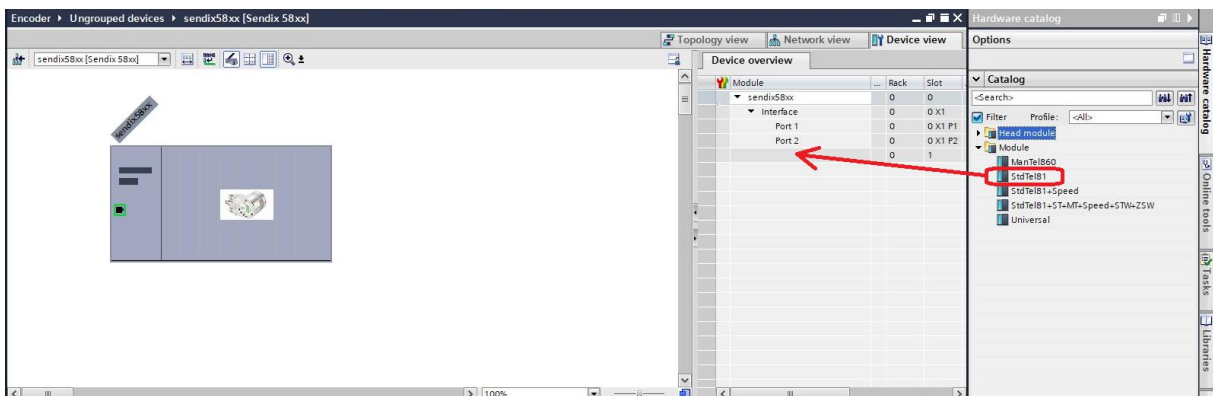 Encoder ▸ Ungrouped devices ▸ sendix58xx [Sendix 58xx]
Topology view Network view Device view
sendix58xx [Sendix 58xx]
sendix58xx
100%
Device overview
Module ... Rack Slot
sendix58xx 0 0
Interface 0 0 X1
Port 1 0 0 X1 P1
Port 2 0 0 X1 P2
0 1
Hardware catalog
Options
Catalog
<Search>
Filter Profile: <All>
Head module
Module
ManTel860
StdTel81
StdTel81+Speed
StdTel81+ST+MT+Speed+STW+ZSW
Universal
Hardware catalog
Online tools
Tasks
Libraries